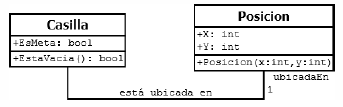 Casilla
+EsMeta: bool
+EstaVacia(): bool
Posicion
+X: int
+Y: int
+Posicion(x:int,y:int)
ubicadaEn
está ubicada en
1